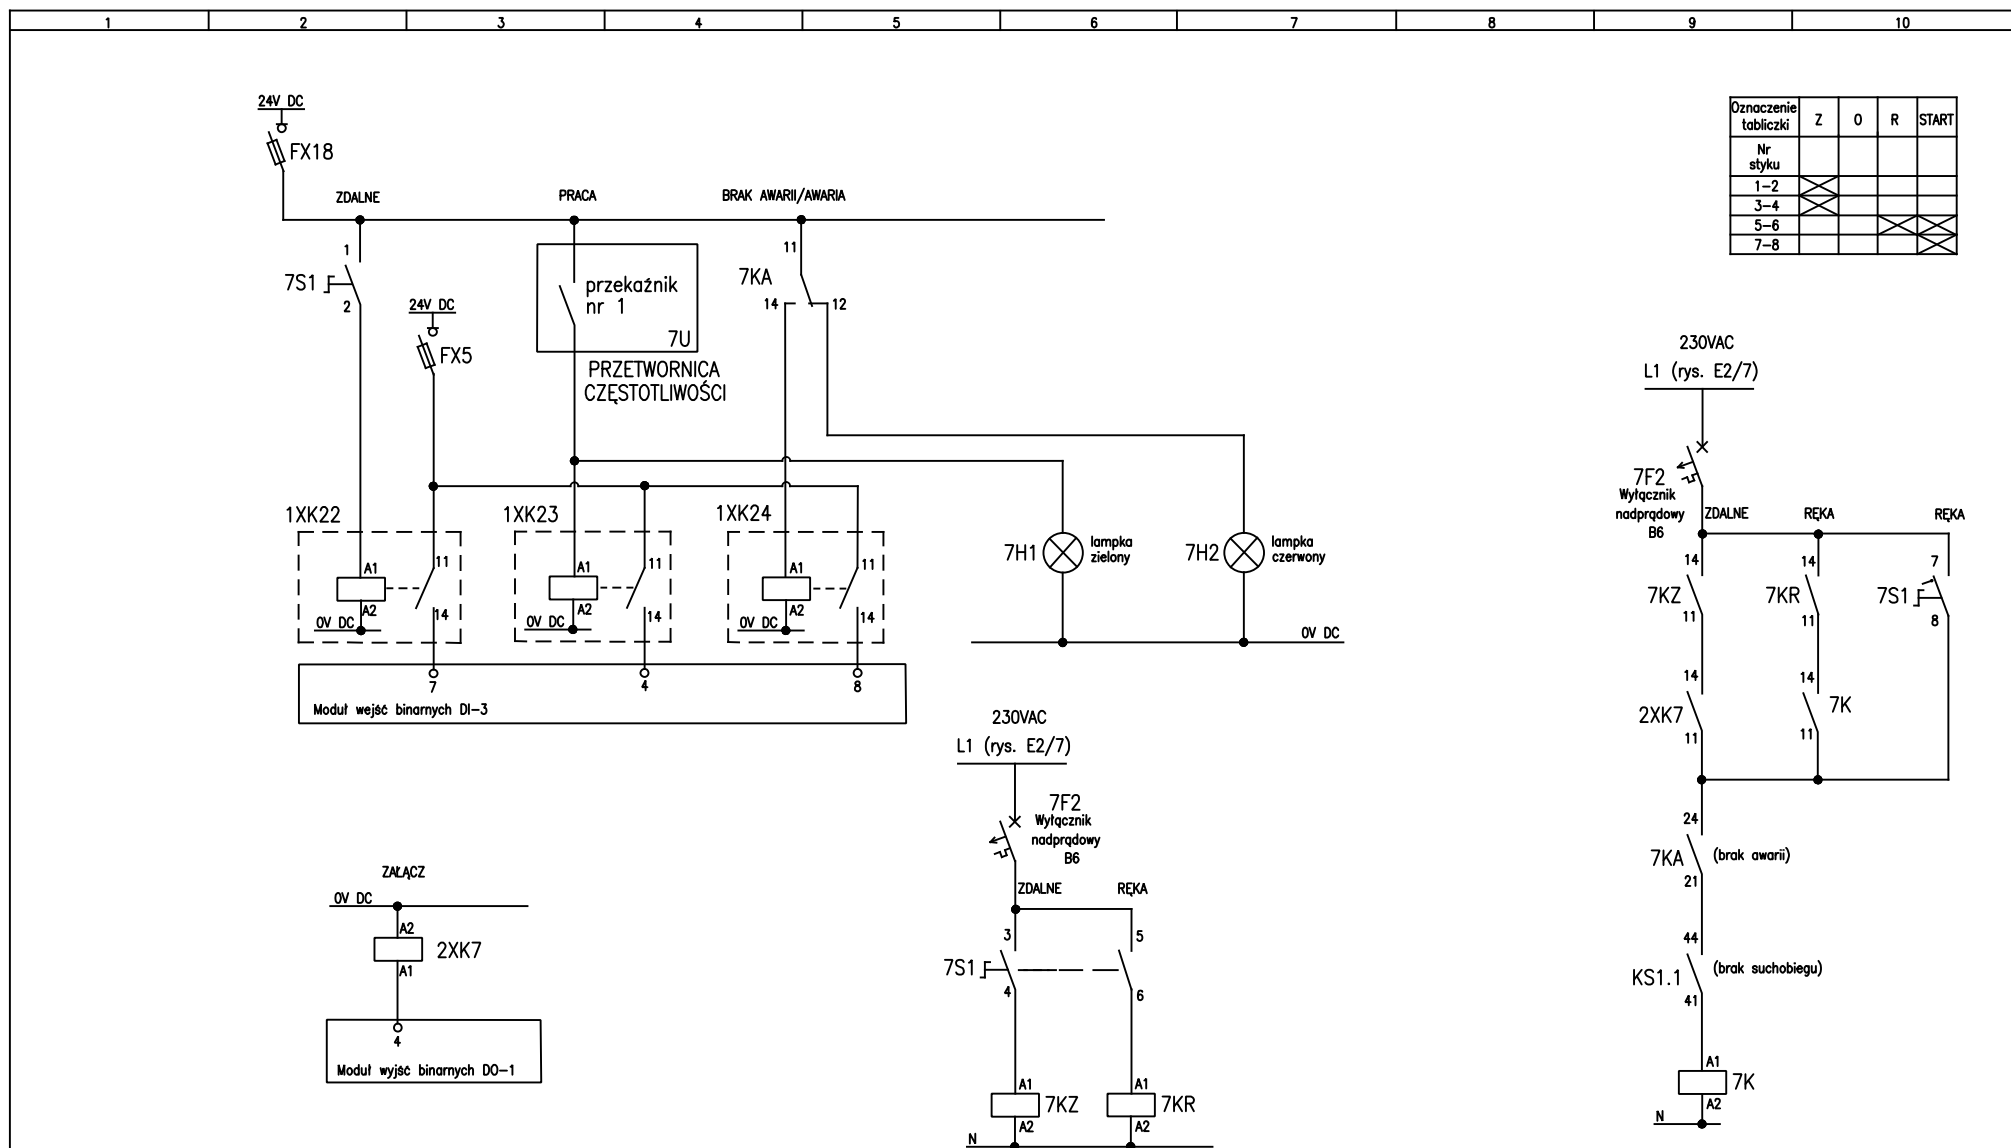 1 2 3 4 5 6 7 8 9 10
24V DC
FX18
ZDALNE
PRACA
BRAK AWARII/AWARIA
1
7S1
2
24V DC
FX5
przekaźnik
nr 1
7U
PRZETWORNICA
CZĘSTOTLIWOŚCI
11
7KA
14
12
1XK22
A1
A2
0V DC
11
14
1XK23
A1
A2
0V DC
11
14
1XK24
A1
A2
0V DC
11
14
7
4
8
Moduł wejść binarnych DI-3
7H1
lampka
zielony
7H2
lampka
czerwony
0V DC
ZAŁĄCZ
0V DC
A2
2XK7
A1
4
Moduł wyjść binarnych DO-1
230VAC
L1 (rys. E2/7)
7F2
Wyłącznik
nadprądowy
B6
ZDALNE
RĘKA
3
5
7S1
4
6
A1
7KZ
A2
A1
7KR
A2
N
Oznaczenie
tabliczki
Z 0 R START
Nr
styku
1-2
3-4
5-6
7-8
230VAC
L1 (rys. E2/7)
7F2
Wyłącznik
nadprądowy
B6
ZDALNE
RĘKA
RĘKA
14
7KZ
11
14
7KR
11
7
7S1
8
14
2XK7
11
14
7K
11
24
7KA
(brak awarii)
21
44
KS1.1
(brak suchobiegu)
41
A1
7K
A2
N